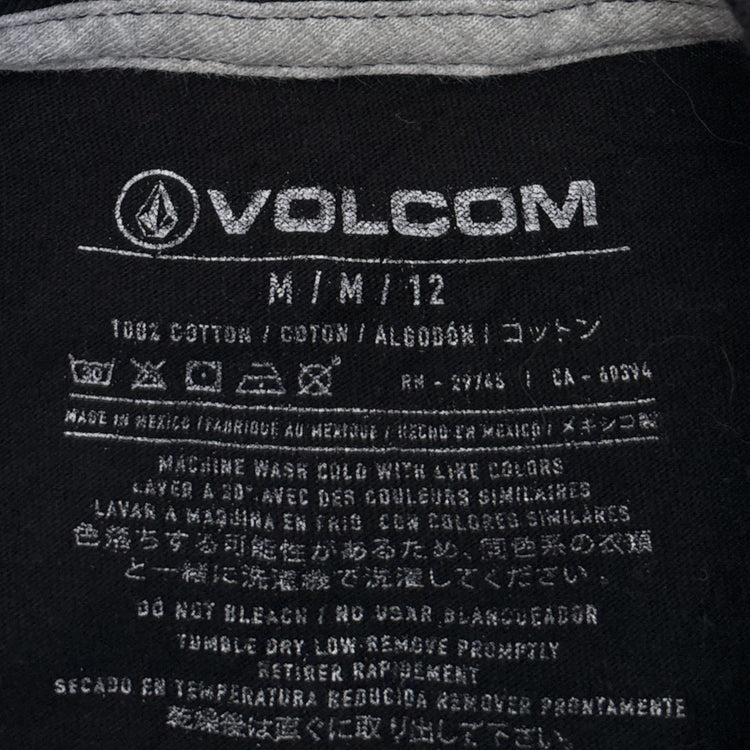 VOLCOM
M / M / 12
100% COTTON / COTON / ALGODÓN / コットン
30 RN - 29765 | CA - 60394
MADE IN MEXICO / FABRIQUE AU MEXIQUE / HECHO EN MEXICO / メキシコ製
MACHINE WASH COLD WITH LIKE COLORS
LAVER À 30° AVEC DES COULEURS SIMILAIRES
LAVAR A MAQUINA EN FRIO CON COLORES SIMILARES
色落ちする可能性があるため、同色系の衣類
と一緒に洗濯機で洗濯してください。
DO NOT BLEACH / NO USAR BLANQUEADOR
TUMBLE DRY LOW REMOVE PROMPTLY
RETIRER RAPIDEMENT
SECADO EN TEMPERATURA REDUCIDA REMOVER PRONTAMENTE
乾燥後は直ぐに取り出して下さい。